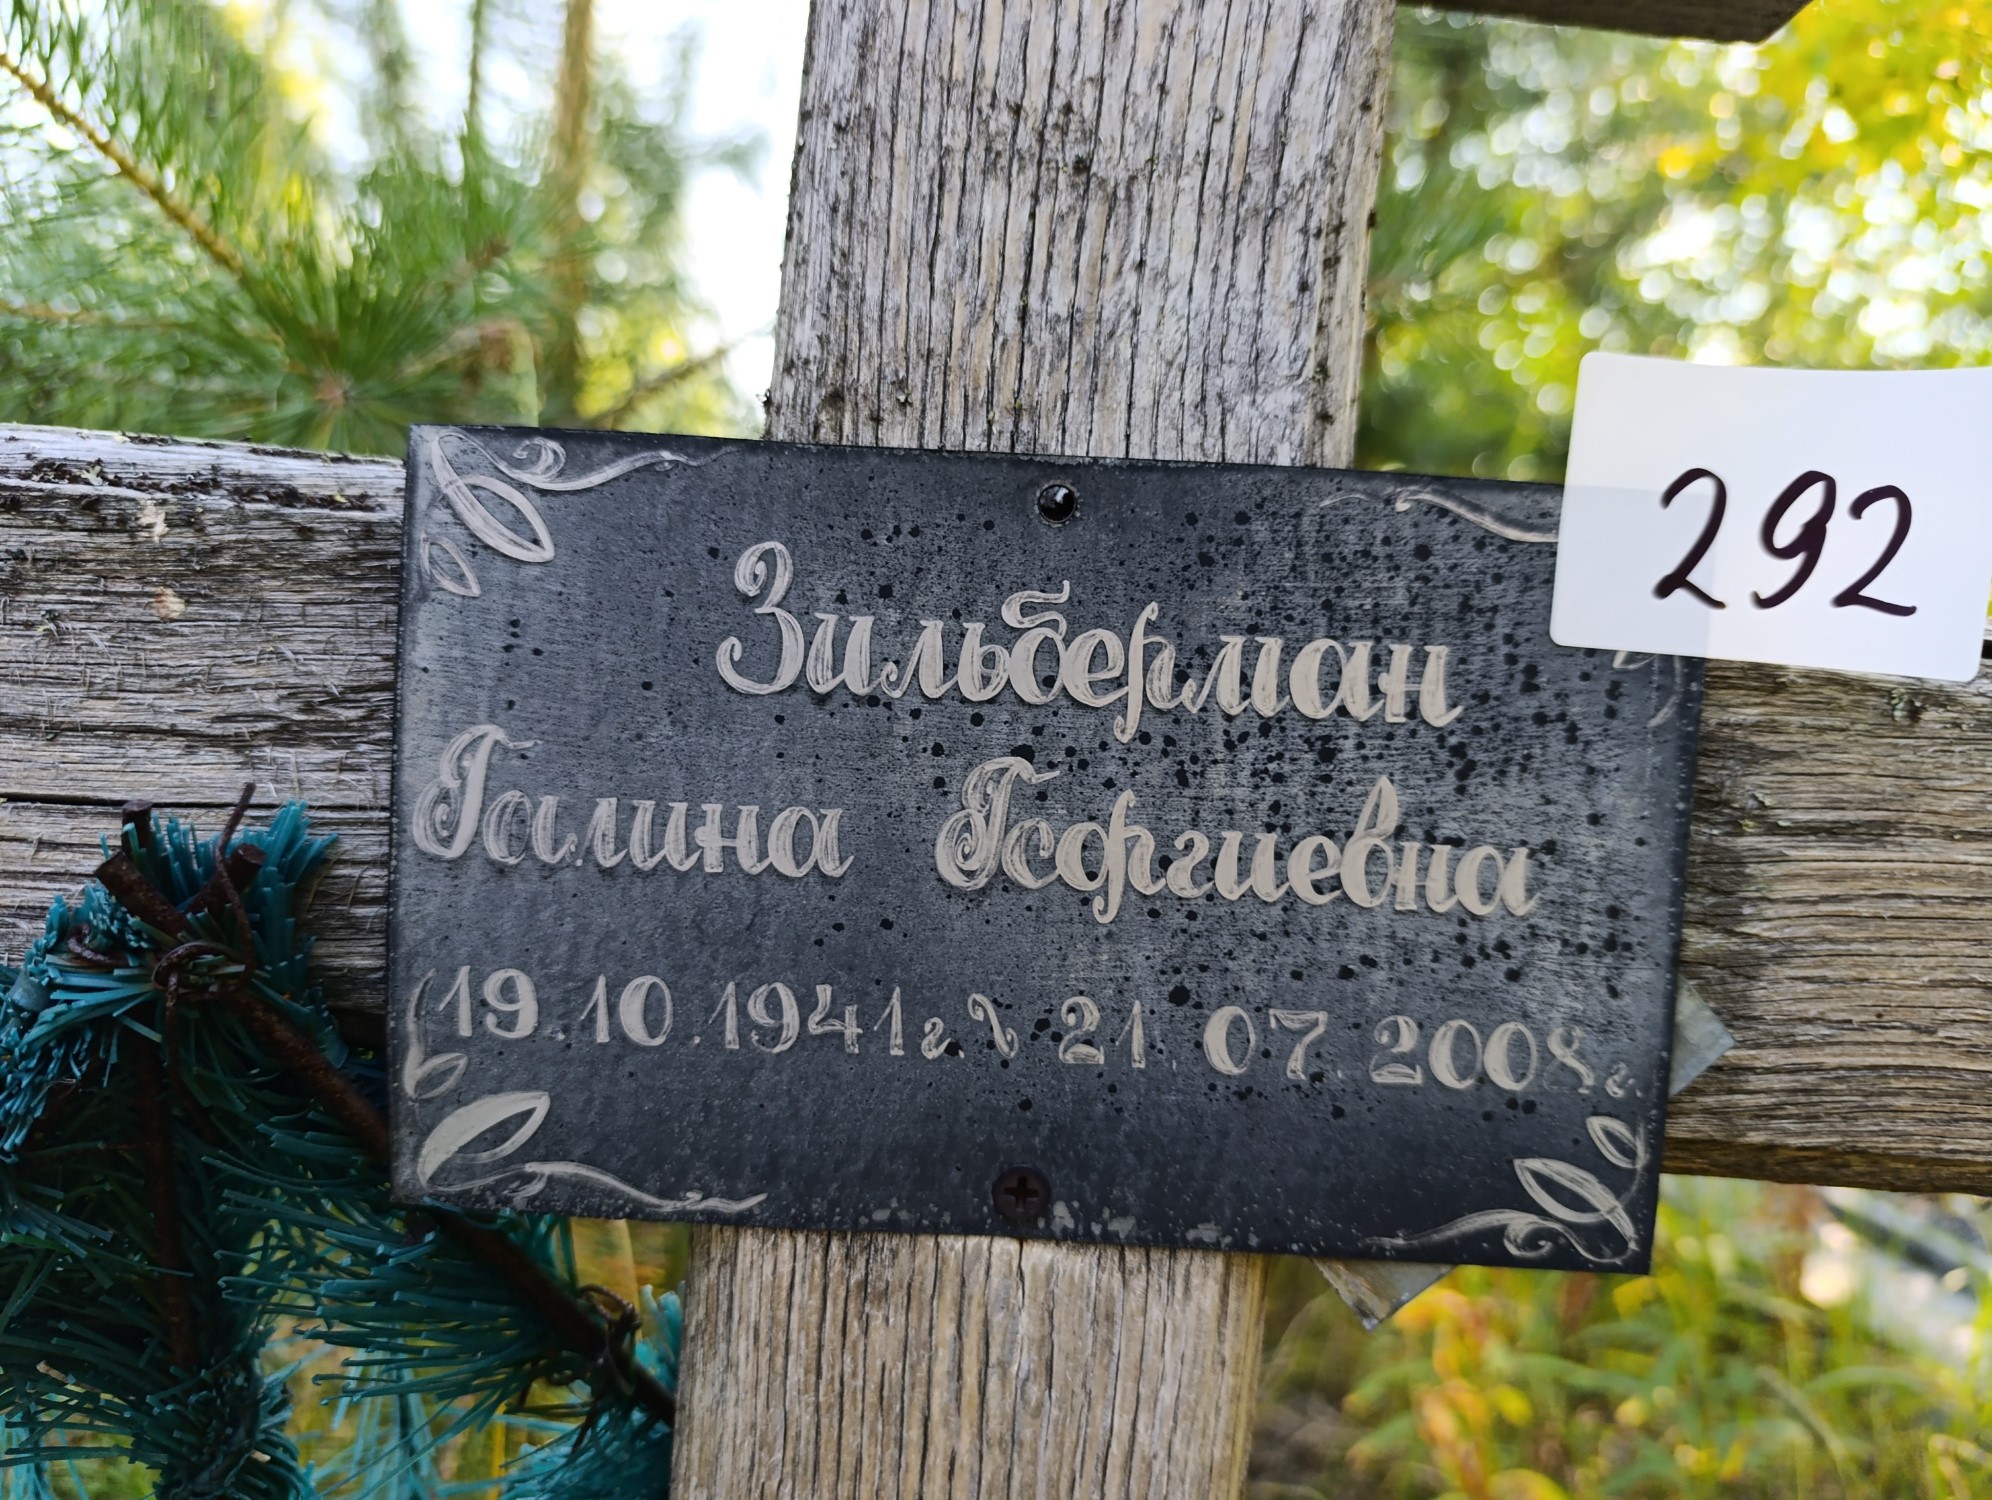 292
Зильберман
Галина Георгиевна
19.10.1941г. 21.07.2008г.